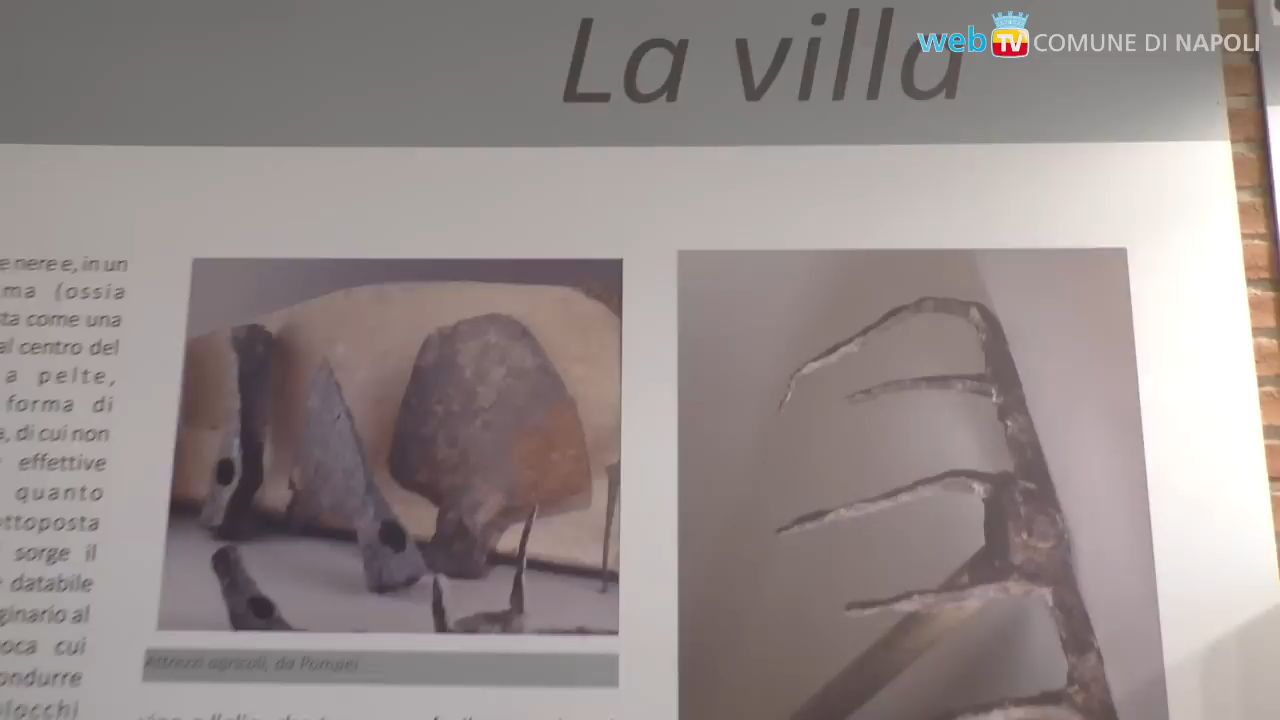 La villa
web TV COMUNE DI NAPOLI
e nere e, in un
ma (ossia
ta come una
al centro del
a pelte,
forma di
, di cui non
effettive
quanto
ottoposta
sorge il
databile
ginario al
oca cui
ondurre
locchi
Attrezzi agricoli, da Pompei